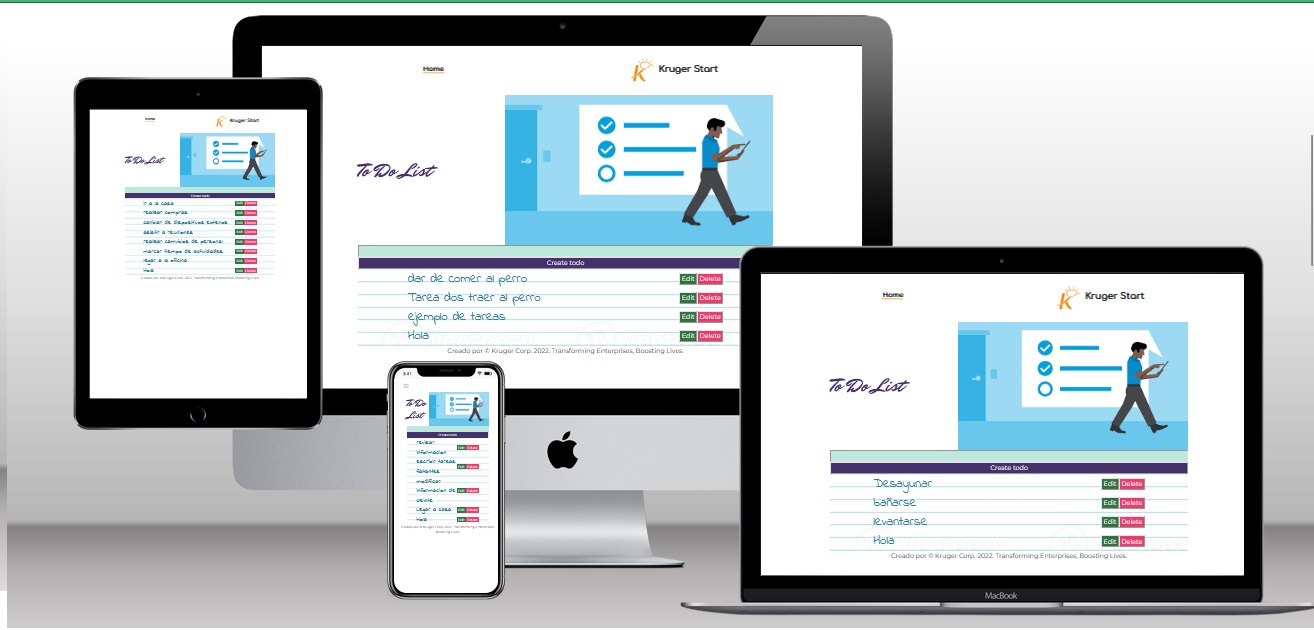 Home
Kruger Start
To Do List
Create todo
dar de comer al perro
Edit Delete
Tarea dos traer al perro
Edit Delete
ejemplo de tareas
Edit Delete
Hola
Edit Delete
Creado por © Kruger Corp. 2022. Transforming Enterprises, Boosting Lives.
Home
Kruger Start
To Do List
Create todo
ir a la casa
Edit Delete
realizar compras
Edit Delete
cambiar de dispositivos externos
Edit Delete
asistir a reuniones
Edit Delete
realizar cambios de personal
Edit Delete
marcar tiempo de actividades
Edit Delete
llegar a la oficina
Edit Delete
Hola
Edit Delete
Creado por © Kruger Corp. 2022. Transforming Enterprises, Boosting Lives.
9:41
To Do
List
Create todo
revisar
informacion
Edit Delete
escribir tareas
faltantes
Edit Delete
modificar
informacion de
Edit Delete
Llegar a casa
Edit Delete
Hola
Edit Delete
Creado por © Kruger Corp. 2022. Transforming Enterprises,
Boosting Lives.
Home
Kruger Start
To Do List
Create todo
Desayunar
Edit Delete
bañarse
Edit Delete
levantarse
Edit Delete
Hola
Edit Delete
Creado por © Kruger Corp. 2022. Transforming Enterprises, Boosting Lives.
MacBook